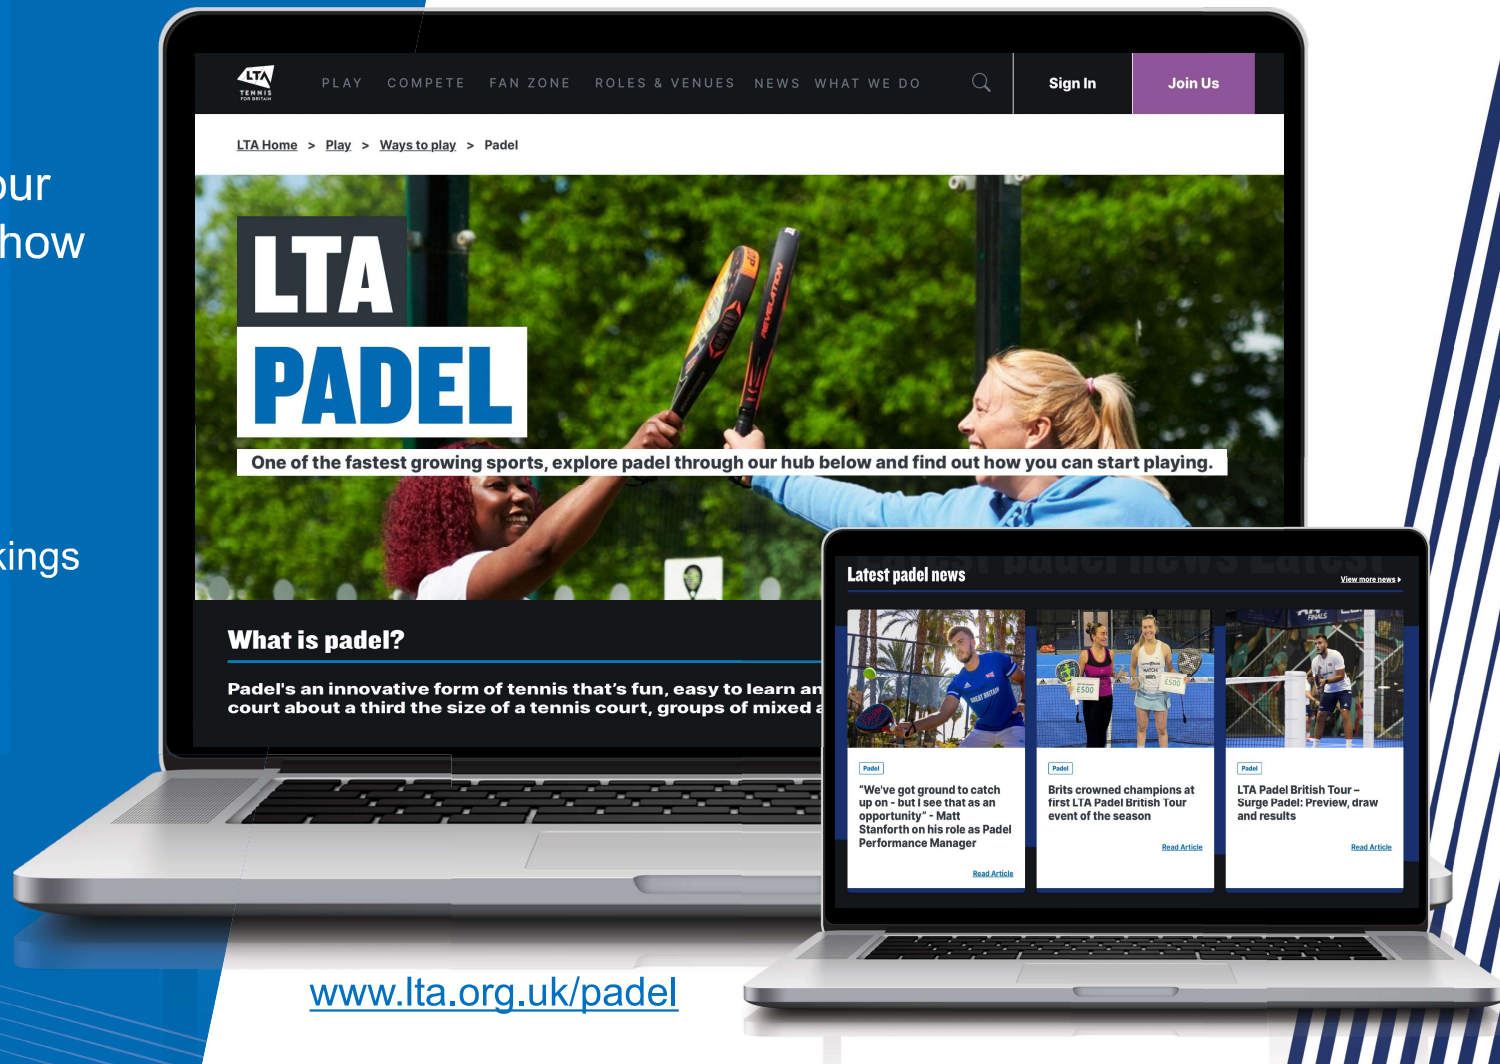 our
how
kings
LTA
TENNIS
FOR BRITAIN
PLAY COMPETE FAN ZONE ROLES & VENUES NEWS WHAT WE DO
Sign In
Join Us
LTA Home > Play > Ways to play > Padel
LTA
PADEL
REVELATION
One of the fastest growing sports, explore padel through our hub below and find out how you can start playing.
What is padel?
Padel's an innovative form of tennis that's fun, easy to learn an
court about a third the size of a tennis court, groups of mixed a
Latest padel news
View more news
GREAT BRITAIN
£500
£500
FINALS
Padel
"We've got ground to catch
up on - but I see that as an
opportunity" - Matt
Stanforth on his role as Padel
Performance Manager
Read Article
Padel
Brits crowned champions at
first LTA Padel British Tour
event of the season
Read Article
Padel
LTA Padel British Tour –
Surge Padel: Preview, draw
and results
Read Article
www.lta.org.uk/padel